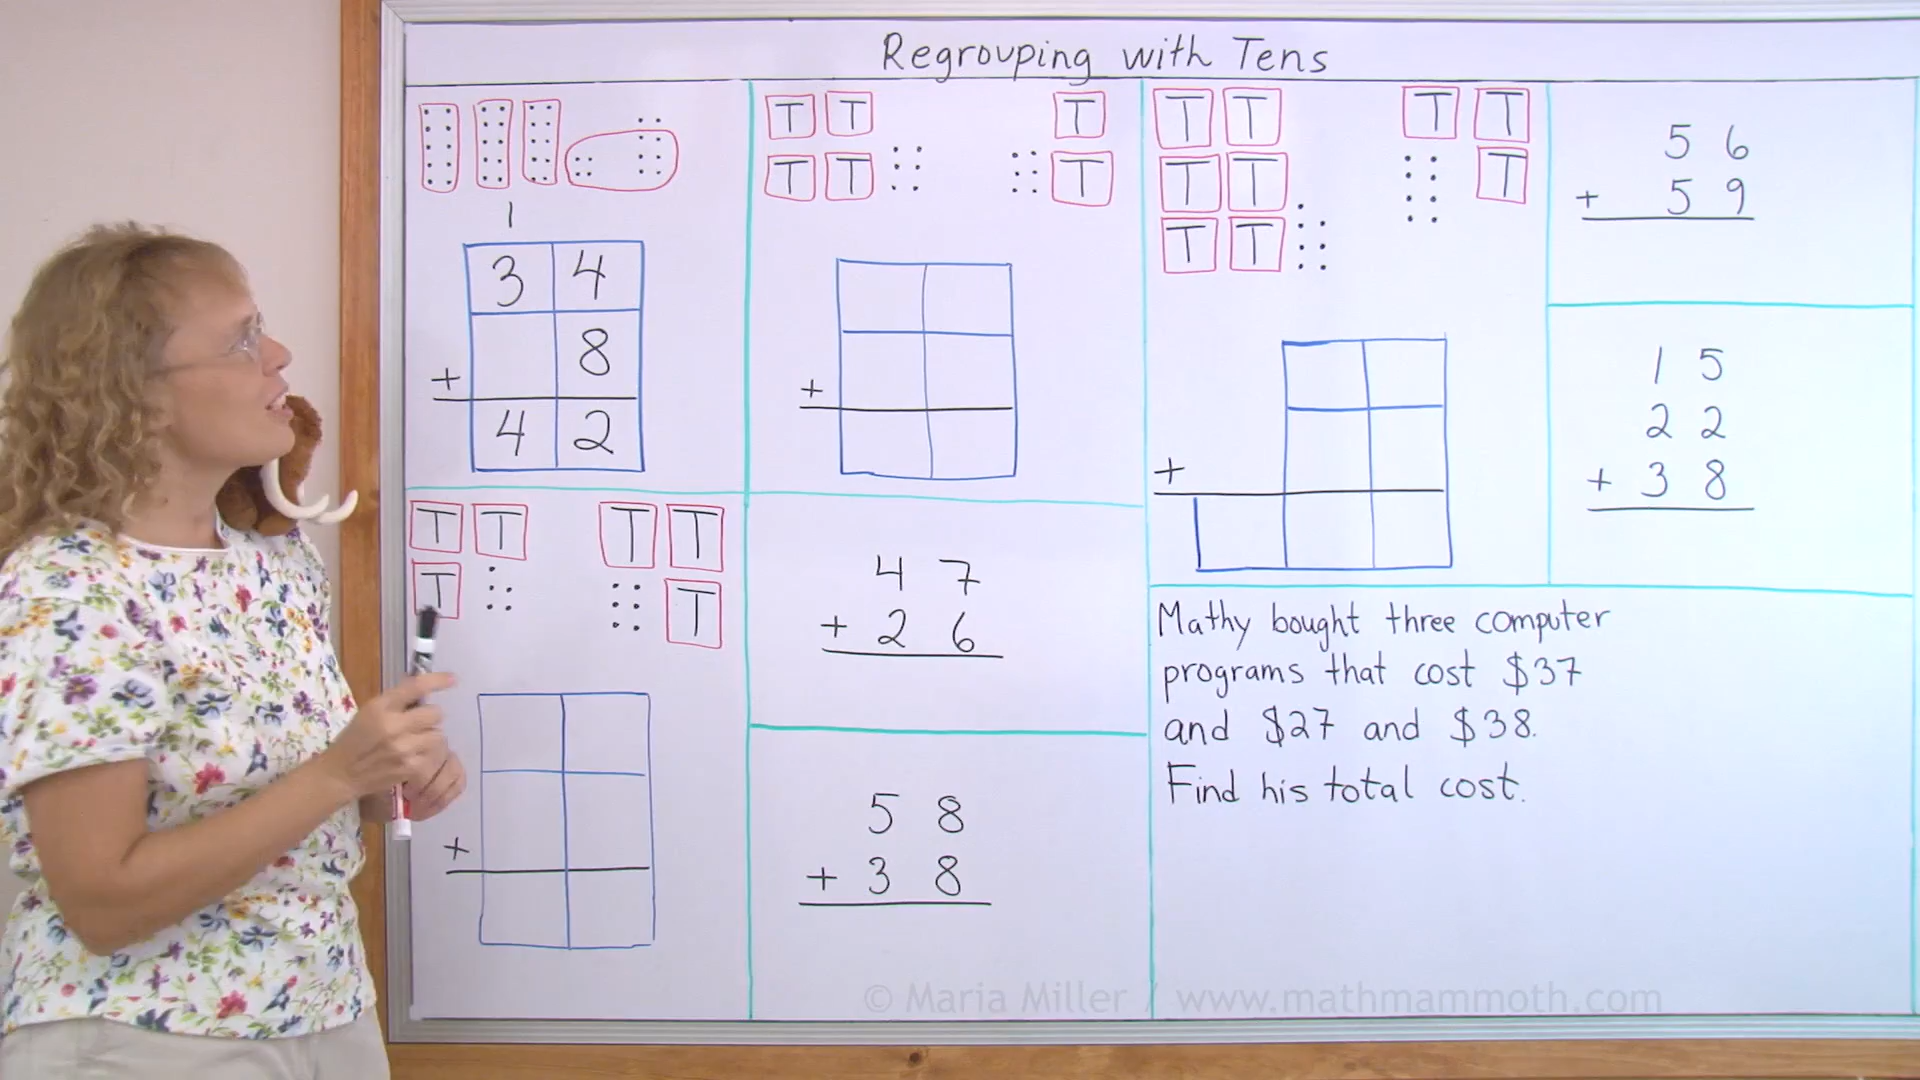 Regrouping with Tens
1
3 4
+ 8
4 2
T T
T T
T
T
+
T T
T T
T T
T T
T
+
5 6
+ 5 9
1 5
2 2
+ 3 8
T T
T
T T
T
+
4 7
+ 2 6
5 8
+ 3 8
Mathy bought three computer
programs that cost $37
and $27 and $38.
Find his total cost.
© Maria Miller / www.mathmammoth.com